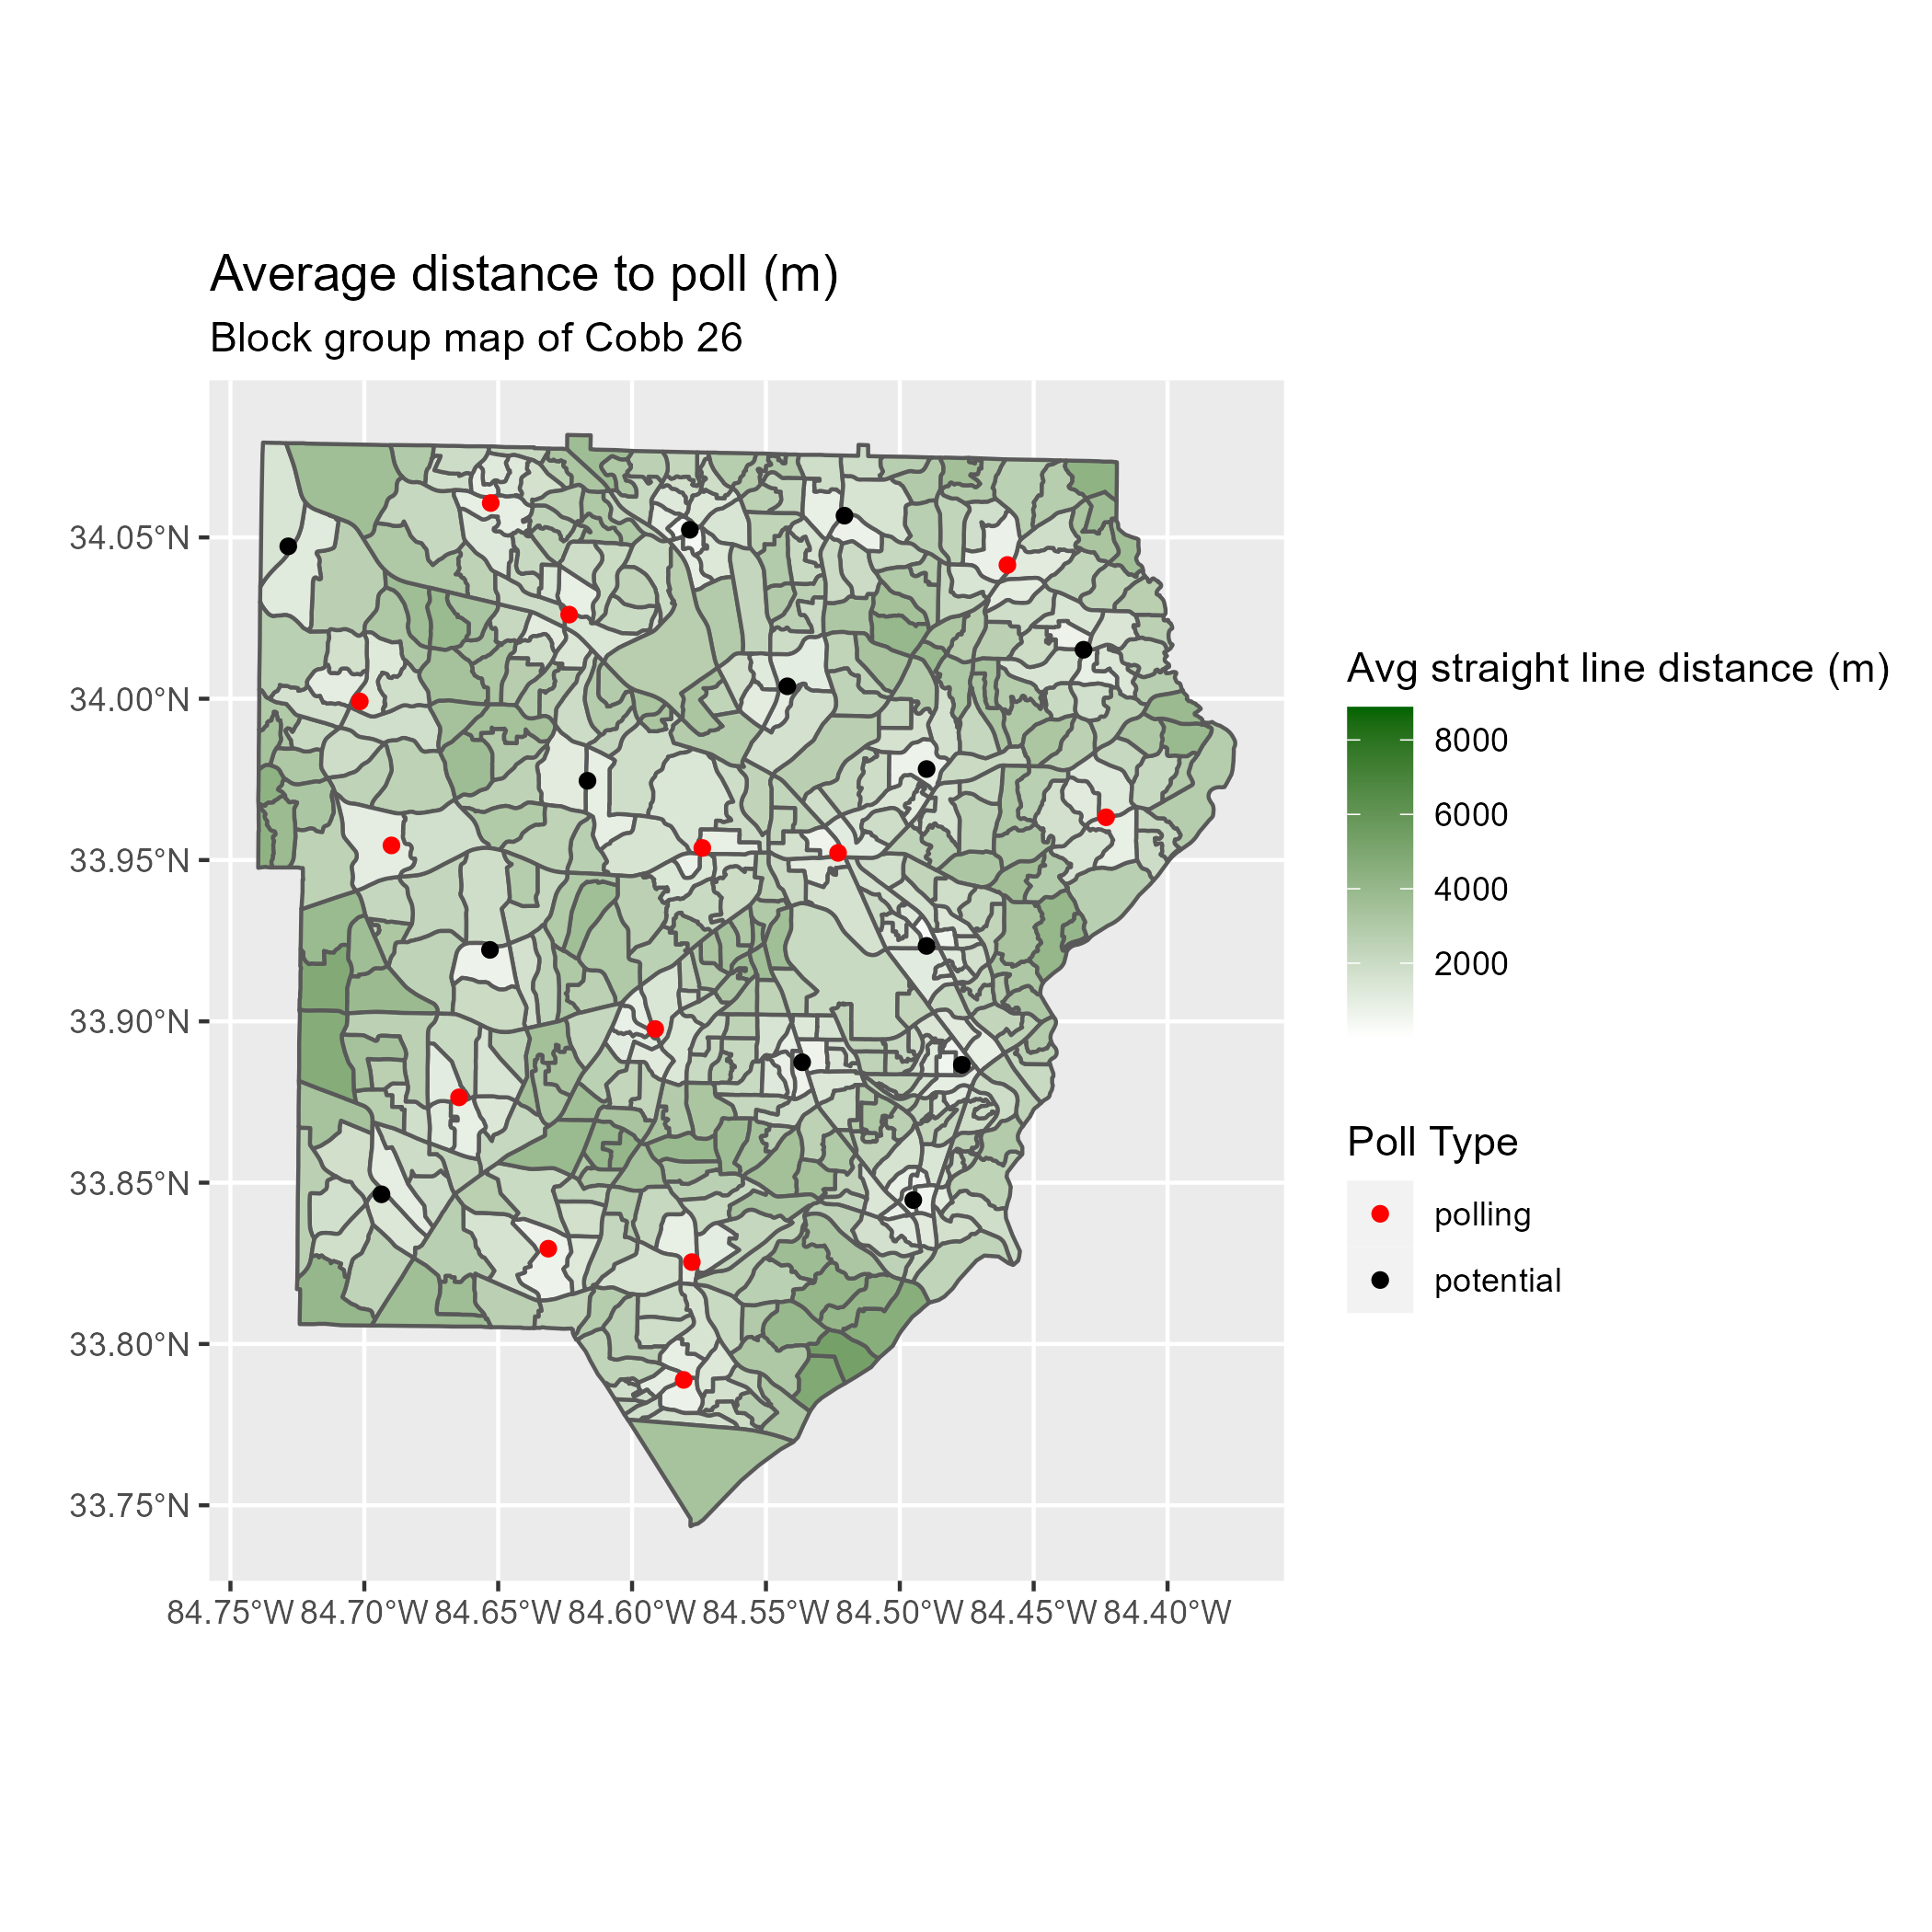 Average distance to poll (m)
Block group map of Cobb 26
34.05°N
34.00°N
33.95°N
33.90°N
33.85°N
33.80°N
33.75°N
84.75°W 84.70°W 84.65°W 84.60°W 84.55°W 84.50°W 84.45°W 84.40°W
Avg straight line distance (m)
8000
6000
4000
2000
Poll Type
polling
potential